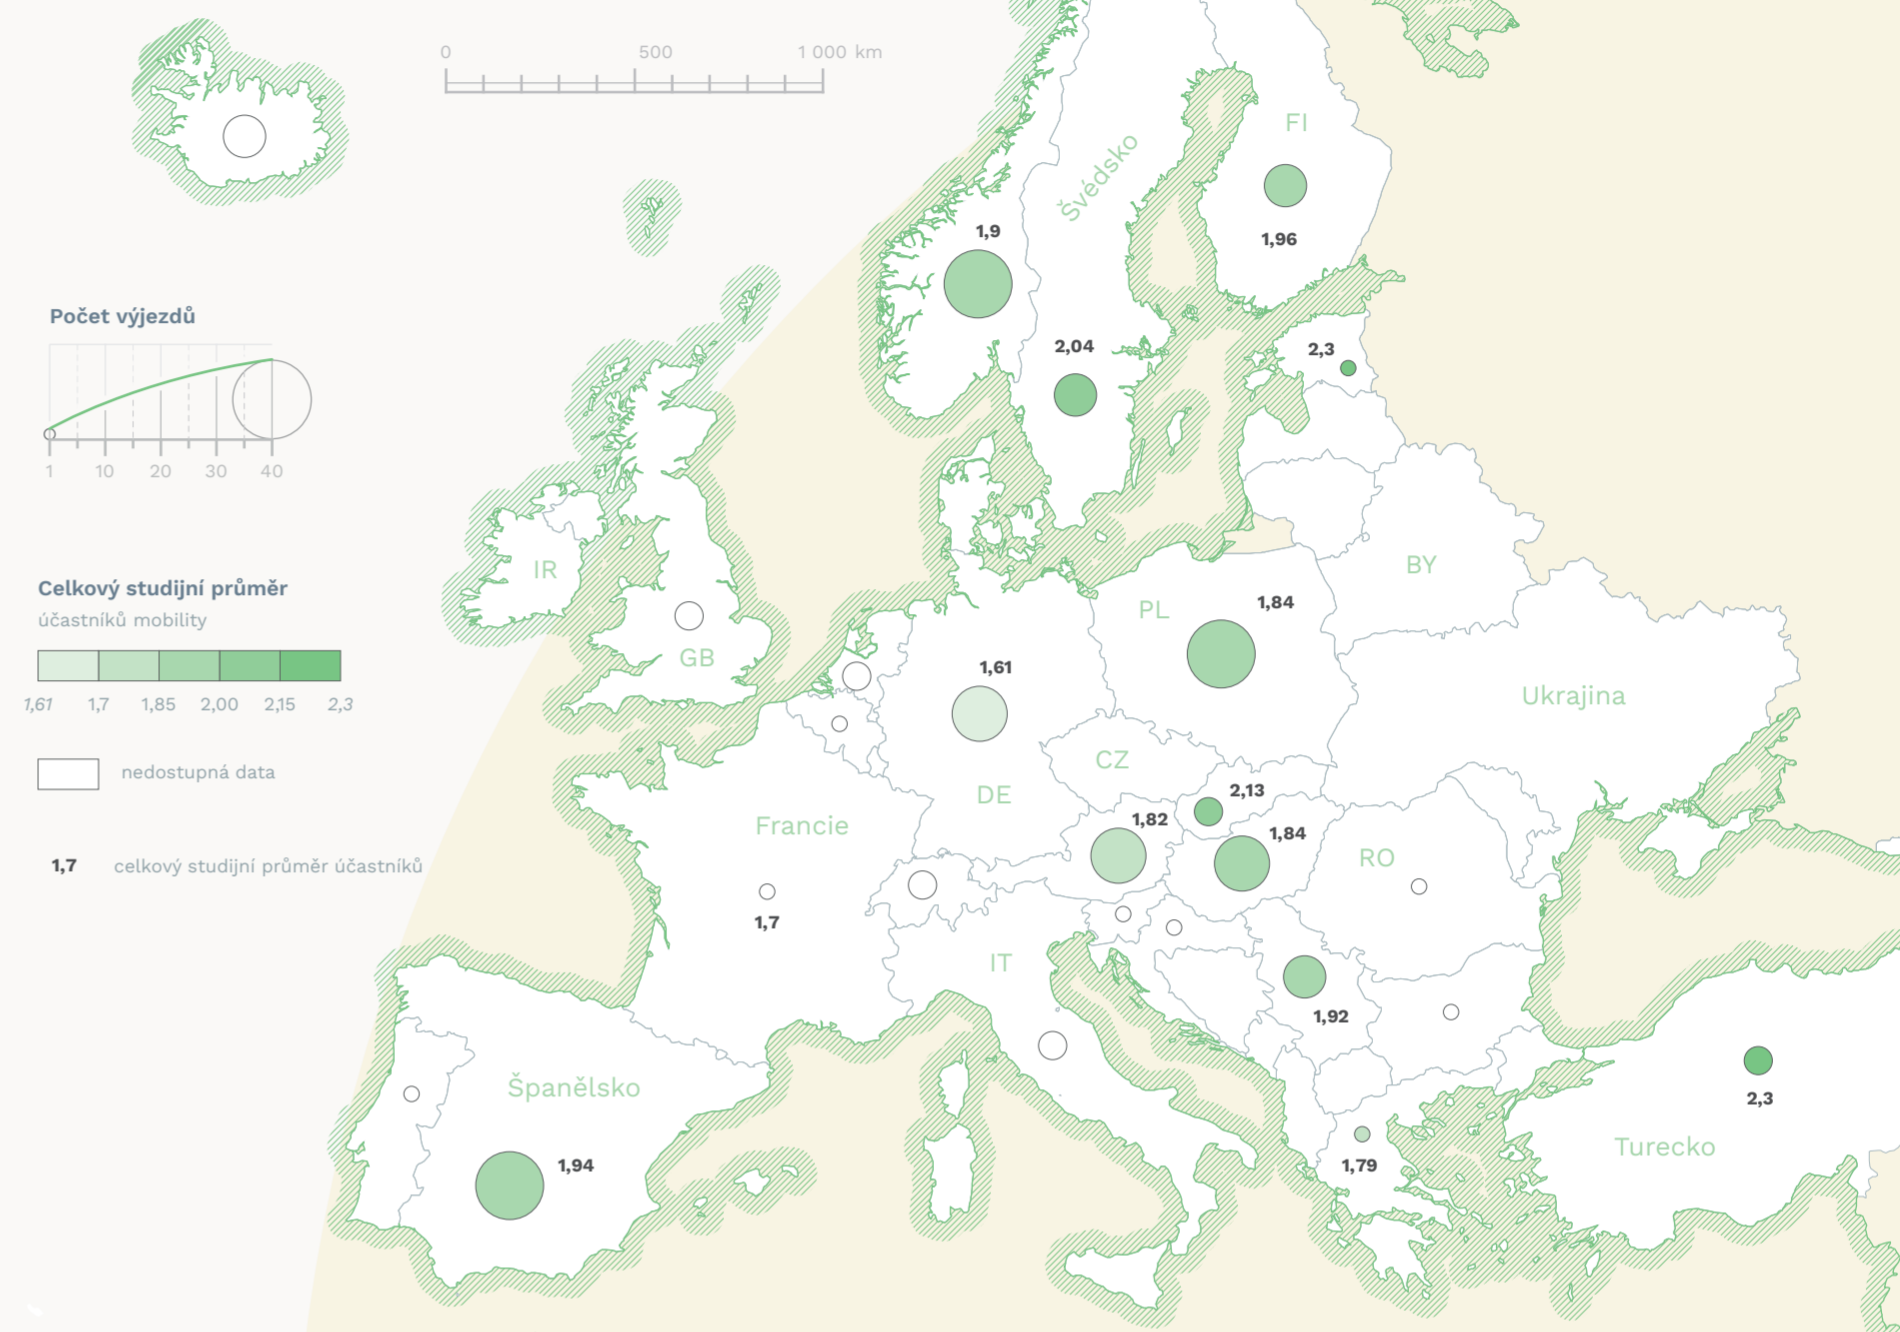 0 500 1 000 km
FI
Švédsko
1,9
1,96
2,04
2,3
Počet výjezdů
1 10 20 30 40
IR
GB
BY
PL
1,84
Celkový studijní průměr
účastníků mobility
1,61 1,7 1,85 2,00 2,15 2,3
nedostupná data
1,7 celkový studijní průměr účastníků
1,61
DE
CZ
Ukrajina
2,13
1,82
1,84
Francie
1,7
RO
IT
1,92
Španělsko
1,94
1,79
Turecko
2,3